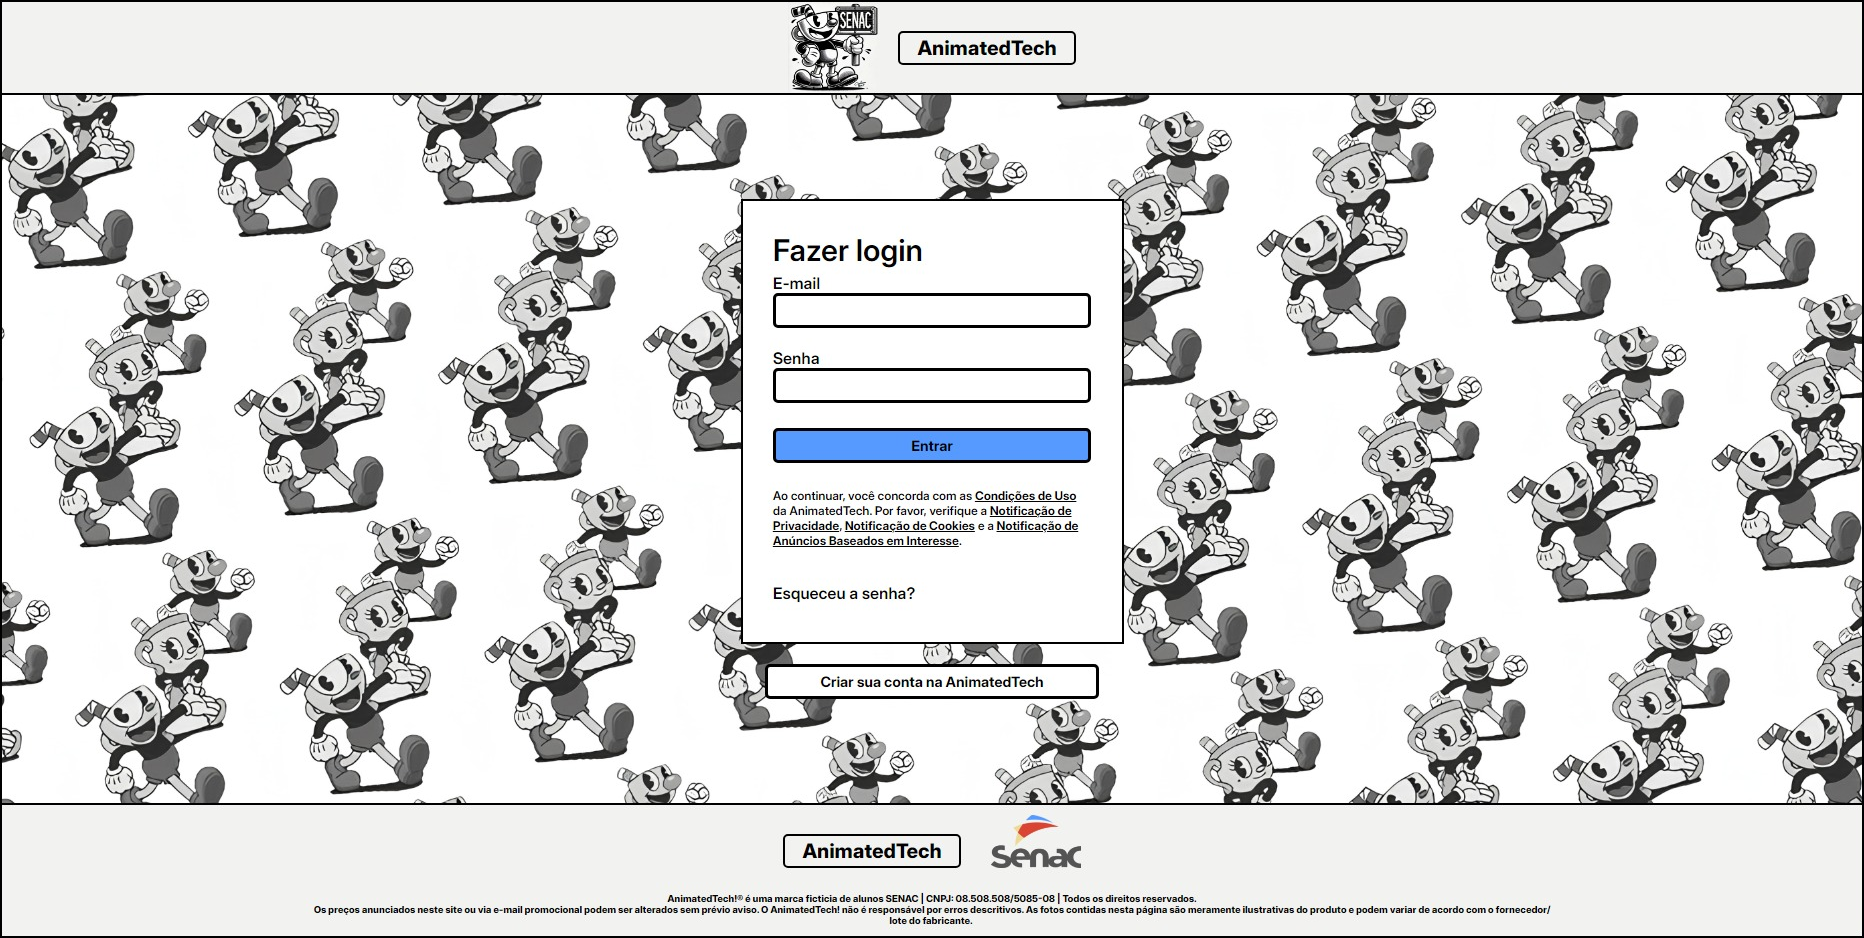 SENAC
AnimatedTech
Fazer login
E-mail
Senha
Entrar
Ao continuar, você concorda com as Condições de Uso
da AnimatedTech. Por favor, verifique a Notificação de
Privacidade, Notificação de Cookies e a Notificação de
Anúncios Baseados em Interesse.
Esqueceu a senha?
Criar sua conta na AnimatedTech
AnimatedTech
Senac
AnimatedTech!® é uma marca ficticia de alunos SENAC | CNPJ: 08.508.508/5085-08 | Todos os direitos reservados.
Os preços anunciados neste site ou via e-mail promocional podem ser alterados sem prévio aviso. O AnimatedTech! não é responsável por erros descritivos. As fotos contidas nesta página são meramente ilustrativas do produto e podem variar de acordo com o fornecedor/
lote do fabricante.